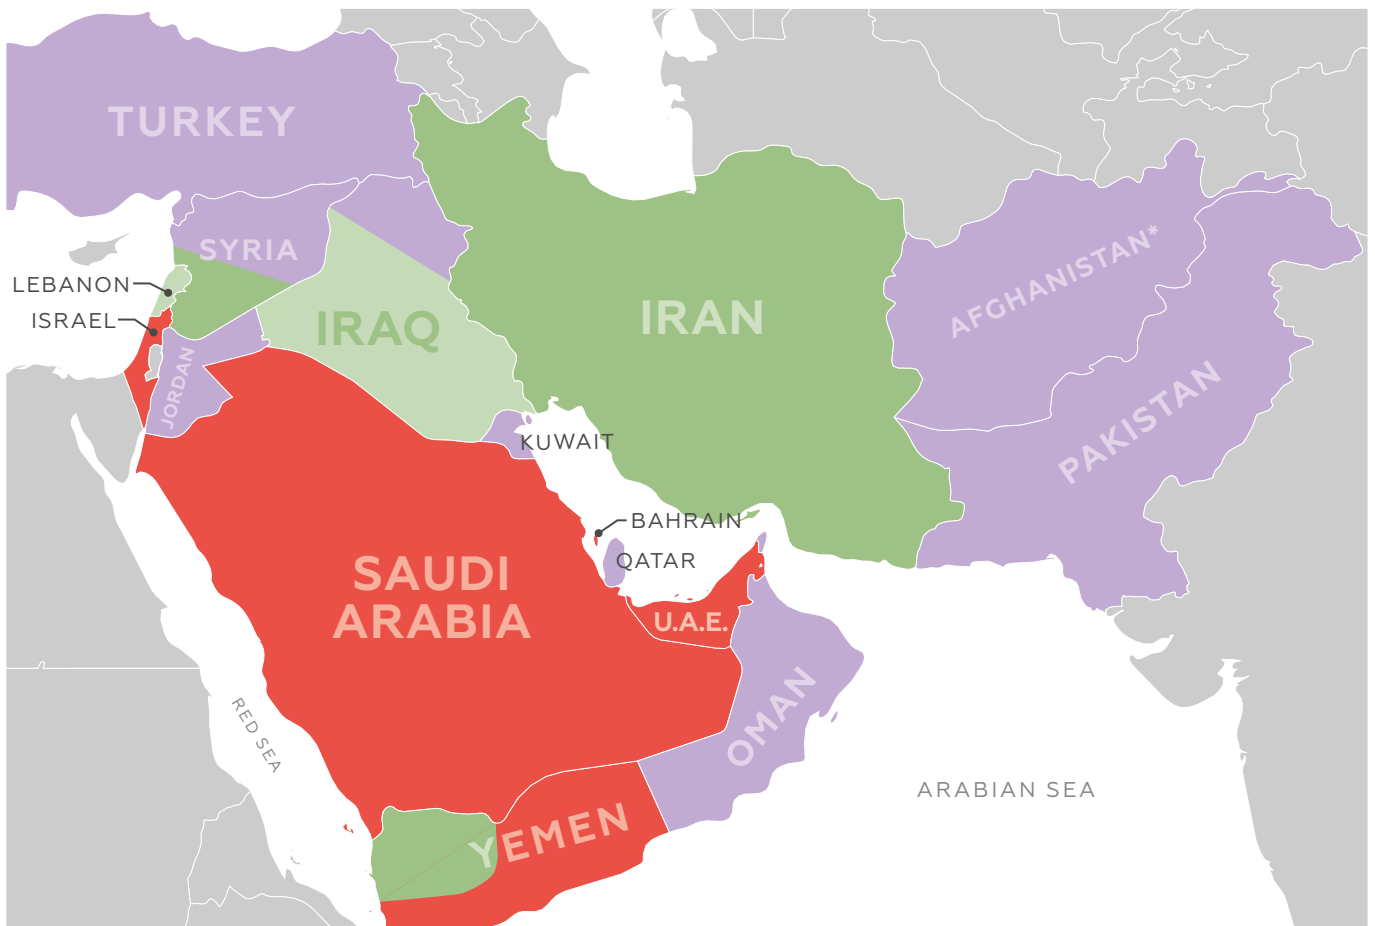 TURKEY
SYRIA
LEBANON
ISRAEL
JORDAN
IRAQ
IRAN
AFGHANISTAN*
PAKISTAN
KUWAIT
BAHRAIN
QATAR
SAUDI
ARABIA
U.A.E.
OMAN
YEMEN
RED SEA
ARABIAN SEA